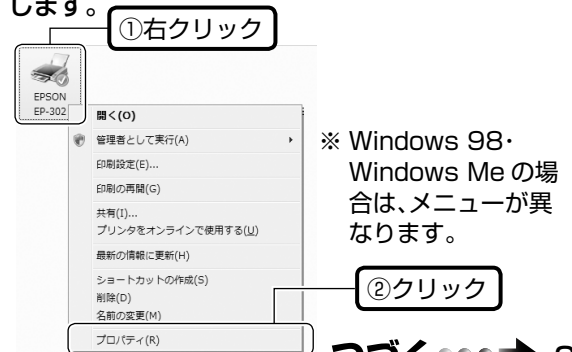 します。
①右クリック
EPSON
EP-302
開く(O)
管理者として実行(A)
印刷設定(E)...
印刷の再開(G)
共有(I)...
プリンタをオンラインで使用する(U)
最新の情報に更新(H)
ショートカットの作成(S)
削除(D)
名前の変更(M)
プロパティ(R)
※ Windows 98・
Windows Me の場
合は、メニューが異
なります。
②クリック
つづく